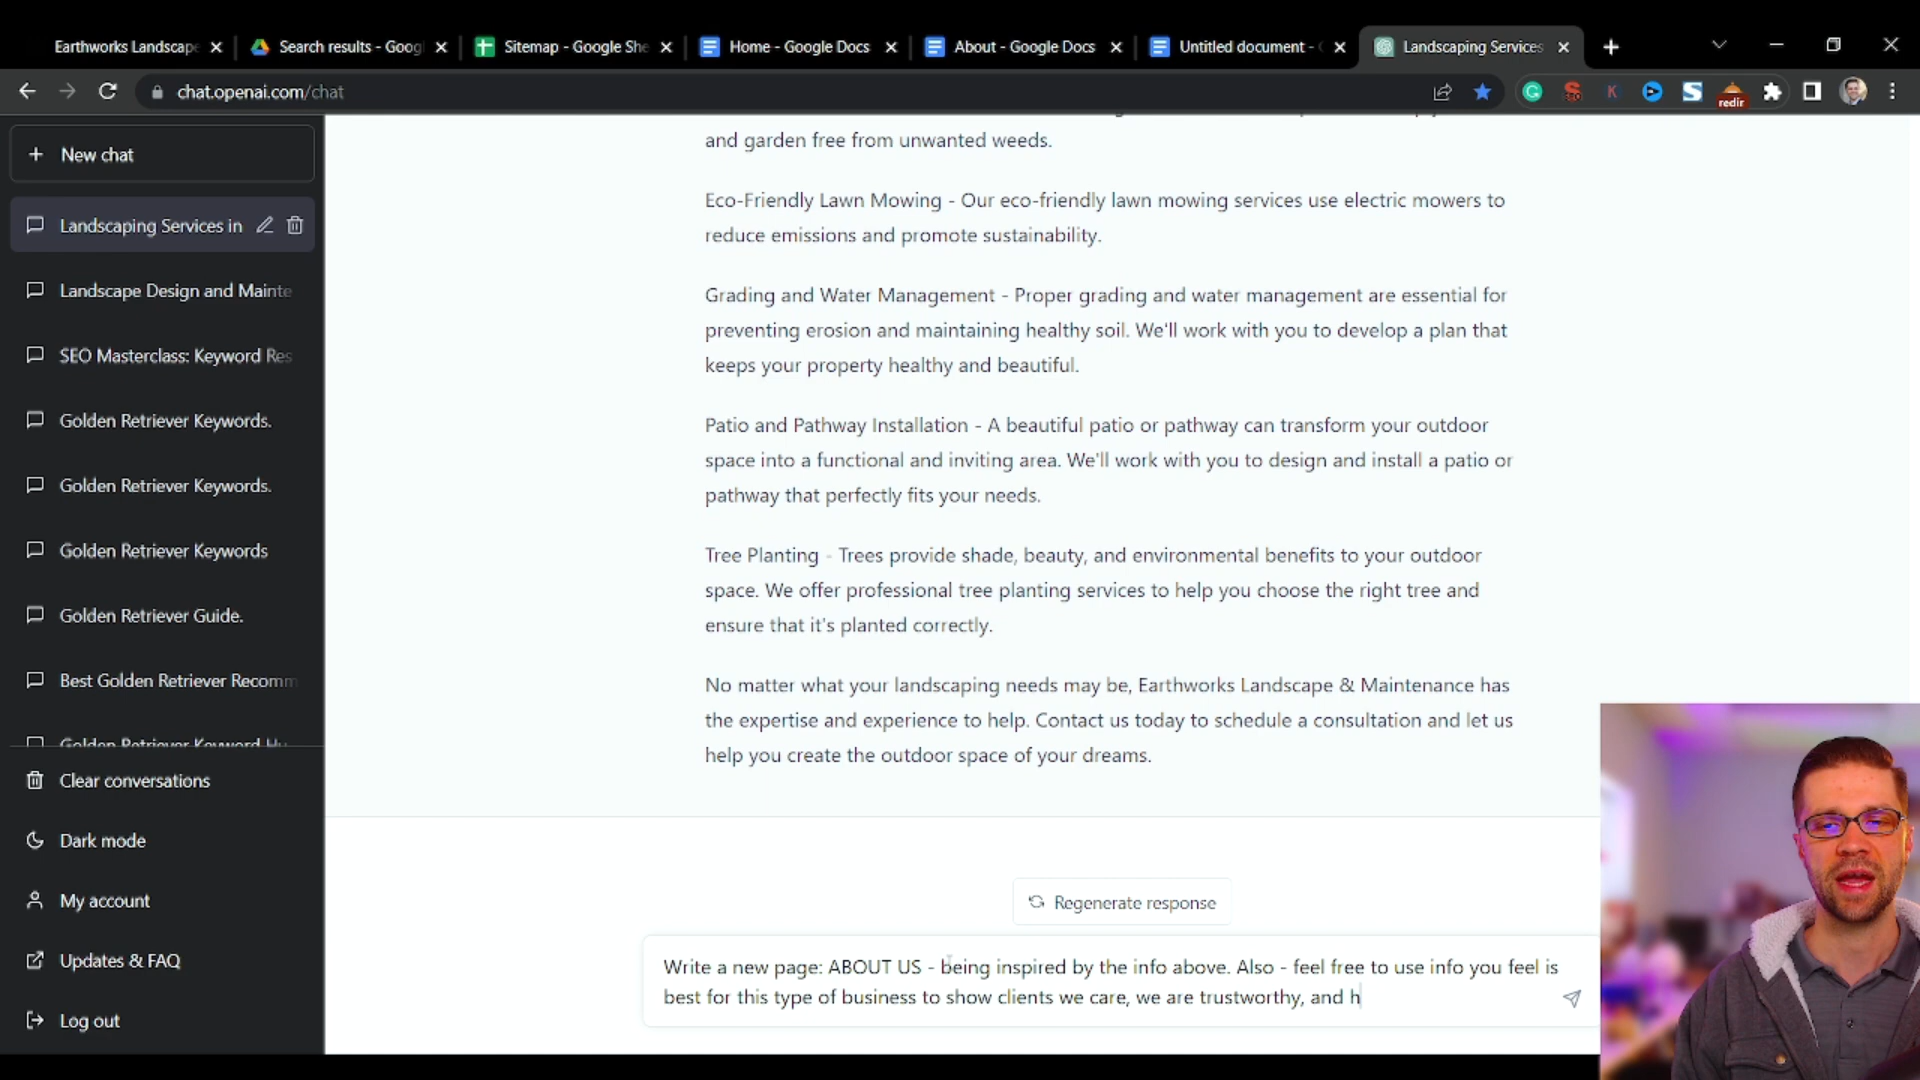 Earthworks Landscap
Search results - Goog
Sitemap - Google She
Home - Google Docs
About - Google Docs
Untitled document -
Landscaping Services
chat.openai.com/chat
redir
New chat
Landscaping Services in
Landscape Design and Mainte
SEO Masterclass: Keyword Res
Golden Retriever Keywords.
Golden Retriever Keywords.
Golden Retriever Keywords
Golden Retriever Guide.
Best Golden Retriever Recomm
Golden Retriever Keyword Hu
Clear conversations
Dark mode
My account
Updates & FAQ
Log out
and garden free from unwanted weeds.
Eco-Friendly Lawn Mowing - Our eco-friendly lawn mowing services use electric mowers to
reduce emissions and promote sustainability.
Grading and Water Management - Proper grading and water management are essential for
preventing erosion and maintaining healthy soil. We'll work with you to develop a plan that
keeps your property healthy and beautiful.
Patio and Pathway Installation - A beautiful patio or pathway can transform your outdoor
space into a functional and inviting area. We'll work with you to design and install a patio or
pathway that perfectly fits your needs.
Tree Planting - Trees provide shade, beauty, and environmental benefits to your outdoor
space. We offer professional tree planting services to help you choose the right tree and
ensure that it's planted correctly.
No matter what your landscaping needs may be, Earthworks Landscape & Maintenance has
the expertise and experience to help. Contact us today to schedule a consultation and let us
help you create the outdoor space of your dreams.
Regenerate response
Write a new page: ABOUT US - being inspired by the info above. Also - feel free to use info you feel is
best for this type of business to show clients we care, we are trustworthy, and h